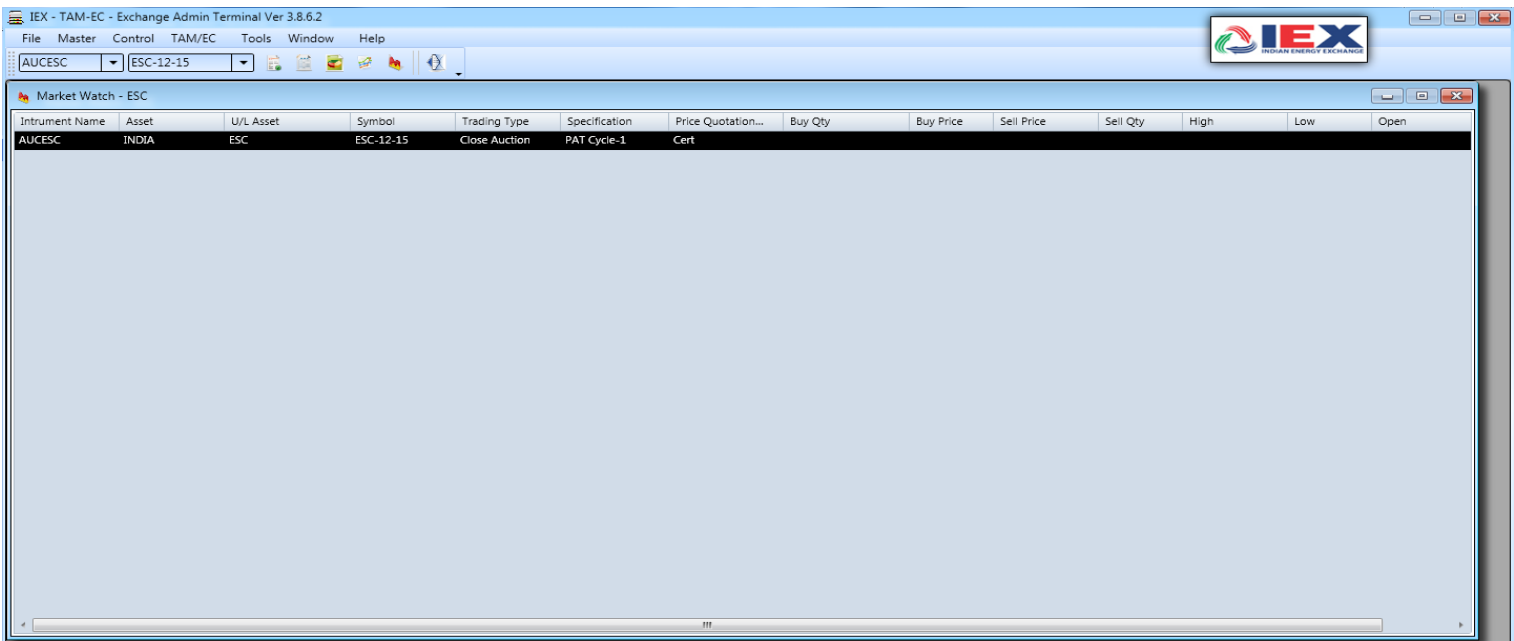 IEX - TAM-EC - Exchange Admin Terminal Ver 3.8.6.2
File Master Control TAM/EC Tools Window Help
IEX
INDIAN ENERGY EXCHANGE
AUCESC ESC-12-15
Market Watch - ESC
Intrument Name Asset U/L Asset Symbol Trading Type Specification Price Quotation... Buy Qty Buy Price Sell Price Sell Qty High Low Open
AUCESC INDIA ESC ESC-12-15 Close Auction PAT Cycle-1 Cert